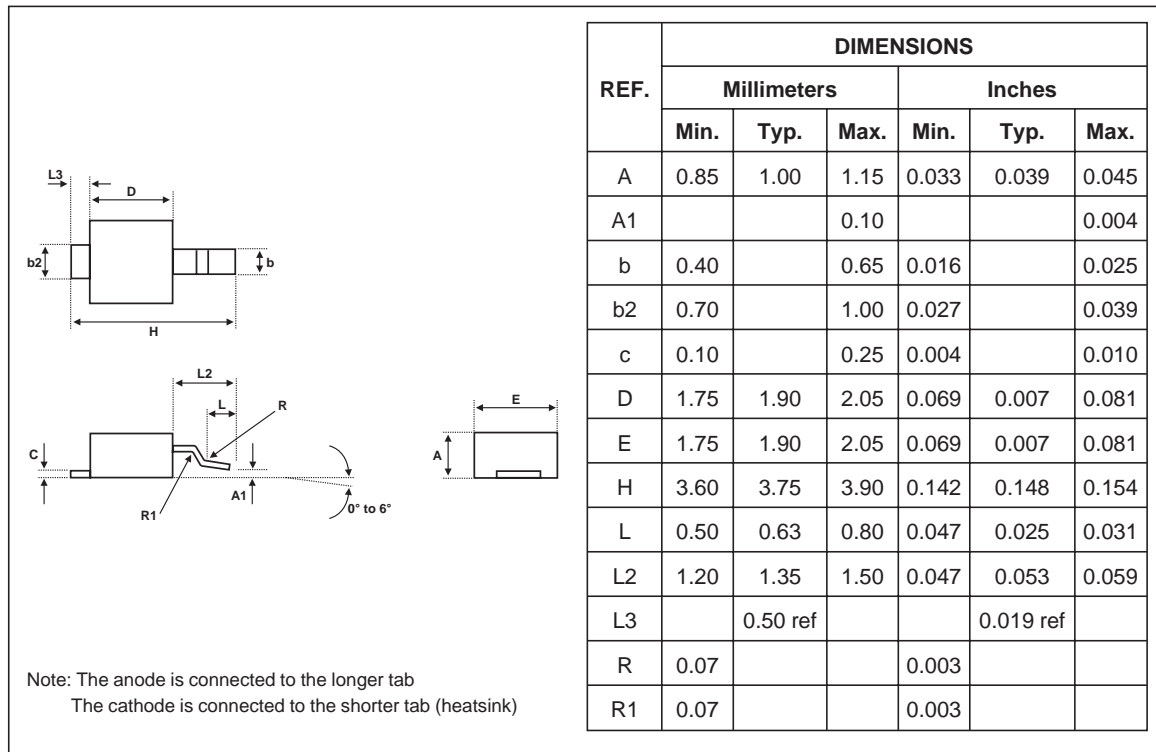 L3
D
b2
b
H
L2
L
R
C
A1
R1
0° to 6°
E
A
Note: The anode is connected to the longer tab
The cathode is connected to the shorter tab (heatsink)
REF. DIMENSIONS
Millimeters Inches
Min. Typ. Max. Min. Typ. Max.
A 0.85 1.00 1.15 0.033 0.039 0.045
A1 0.10 0.004
b 0.40 0.65 0.016 0.025
b2 0.70 1.00 0.027 0.039
c 0.10 0.25 0.004 0.010
D 1.75 1.90 2.05 0.069 0.007 0.081
E 1.75 1.90 2.05 0.069 0.007 0.081
H 3.60 3.75 3.90 0.142 0.148 0.154
L 0.50 0.63 0.80 0.047 0.025 0.031
L2 1.20 1.35 1.50 0.047 0.053 0.059
L3 0.50 ref 0.019 ref
R 0.07 0.003
R1 0.07 0.003